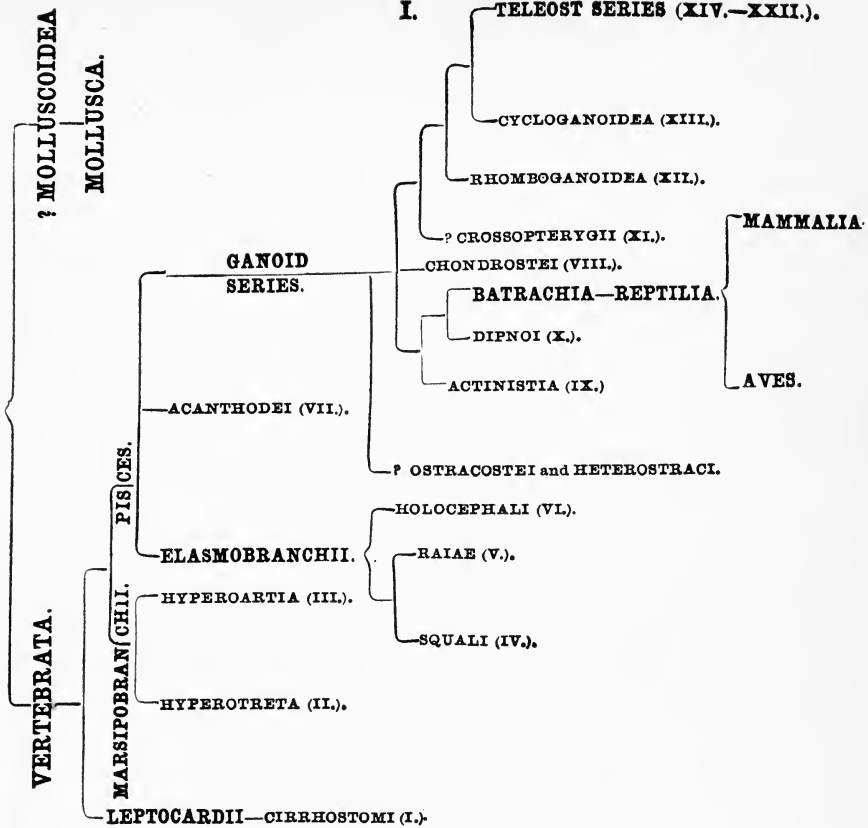 I.
TELEOST SERIES (XIV.—XXII.).
CYCLOGANOIDEA (XIII.).
RHOMBOGANOIDEA (XII.).
? CROSSOPTERYGII (XI.).
CHONDROSTEI (VIII.).
BATRACHIA—REPTILIA.
MAMMALIA.
AVES.
DIPNOI (X.).
ACTINISTIA (IX.)
GANOID
SERIES.
? OSTRACOSTEI and HETEROSTRACI.
ACANTHODEI (VII.).
HOLOCEPHALI (VI.).
ELASMOBRANCHII.
RAIAE (V.).
SQUALI (IV.).
HYPEROARTIA (III.).
HYPEROTRETA (II.).
LEPTOCARDII—CIRRHOSTOMI (I.).
? MOLLUSCOIDEA
MOLLUSCA.
VERTEBRATA.
PISCES.
MARSIPOBRANCHII.